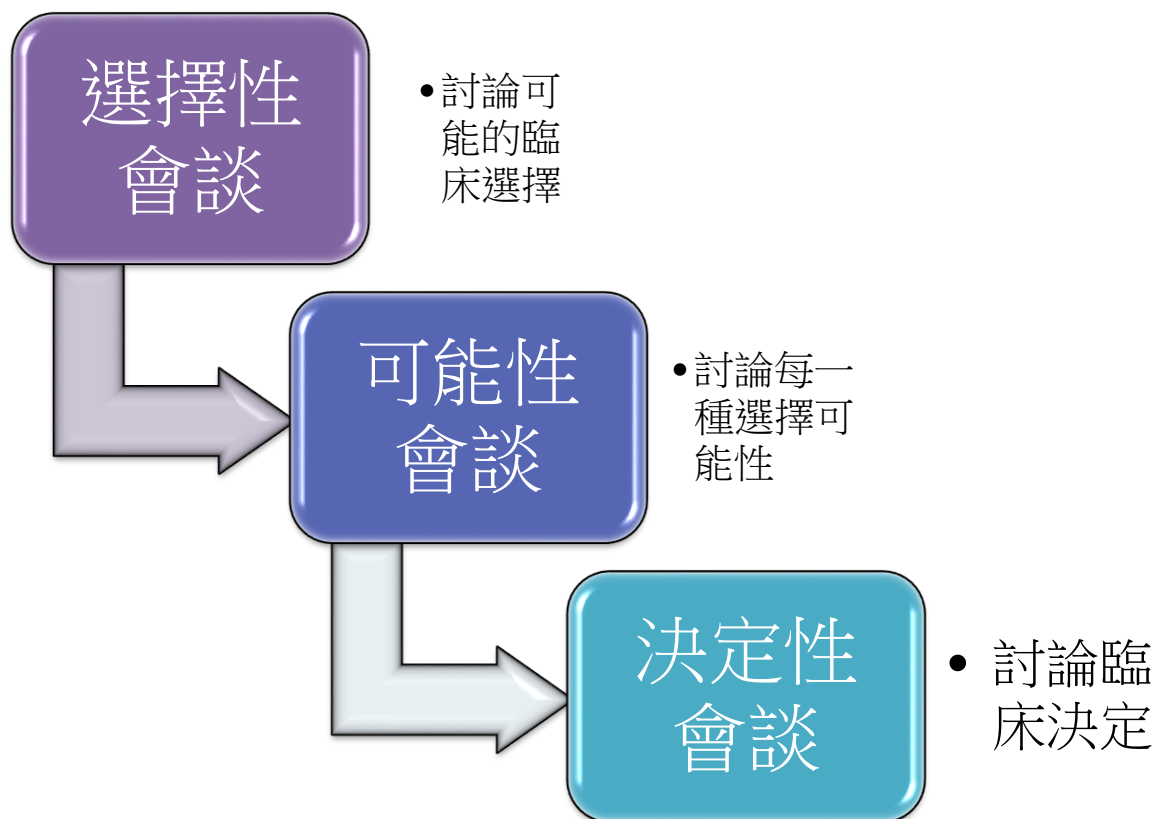 選擇性
會談
•討論可
能的臨
床選擇
可能性
會談
•討論每一
種選擇可
能性
決定性
會談
• 討論臨
床決定